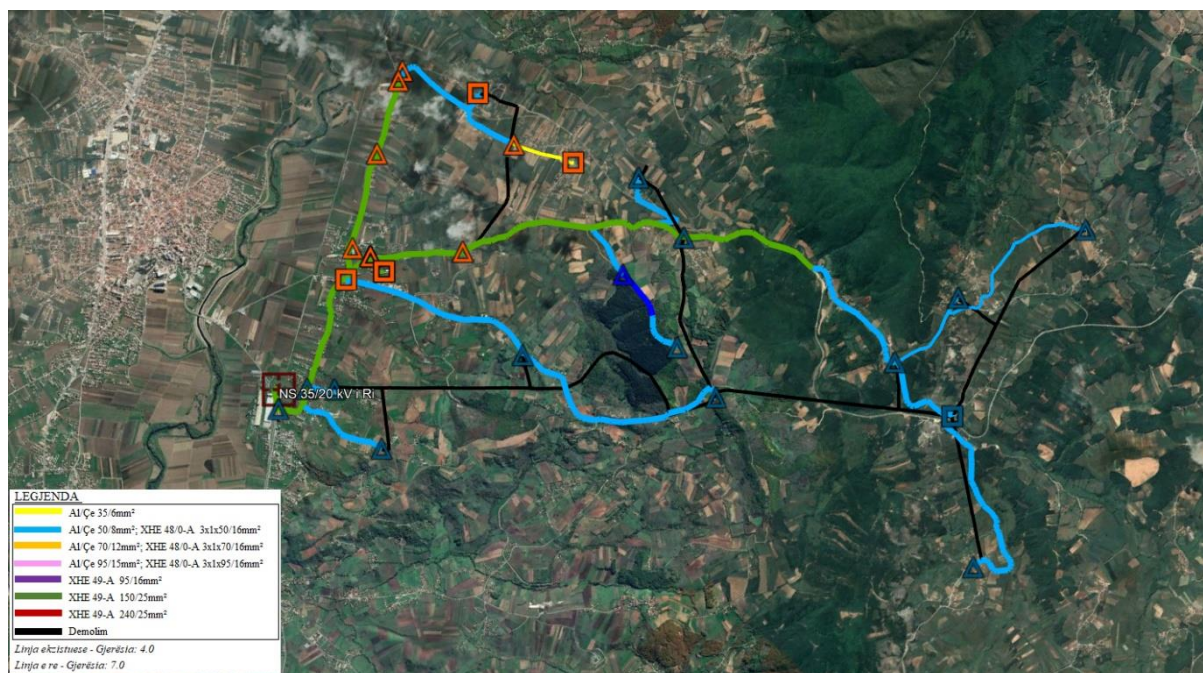 NS 35/20 kV i Ri
LEGJENDA
Al/Çe 35/6mm²
Al/Çe 50/8mm²; XHE 48/0-A 3x1x50/16mm²
Al/Çe 70/12mm²; XHE 48/0-A 3x1x70/16mm²
Al/Çe 95/15mm²; XHE 48/0-A 3x1x95/16mm²
XHE 49-A 95/16mm²
XHE 49-A 150/25mm²
XHE 49-A 240/25mm²
Demolim
Linja ekzistuese - Gjerësia: 4.0
Linja e re - Gjerësia: 7.0